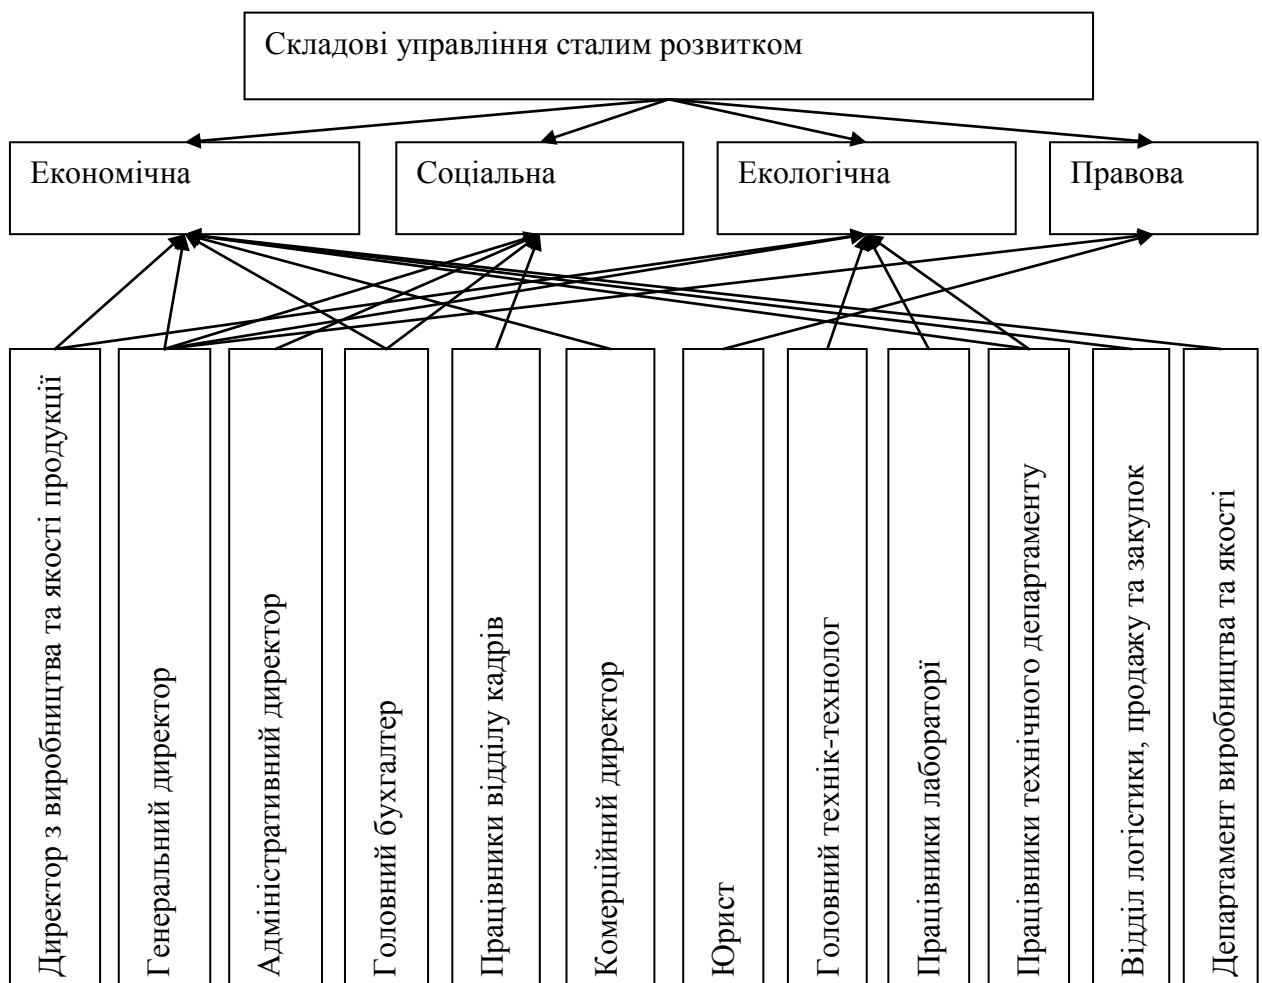 Складові управління сталим розвитком
Економічна
Соціальна
Екологічна
Правова
Директор з виробництва та якості продукції
Генеральний директор
Адміністративний директор
Головний бухгалтер
Працівники відділу кадрів
Комерційний директор
Юрист
Головний технік-технолог
Працівники лабораторї
Працівники технічного департаменту
Відділ логістики, продажу та закупок
Департамент виробництва та якості